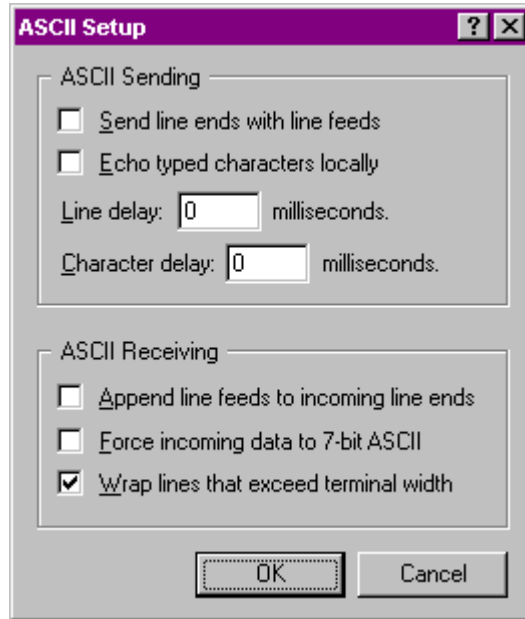 ASCII Setup
ASCII Sending
Send line ends with line feeds
Echo typed characters locally
Line delay: 0 milliseconds.
Character delay: 0 milliseconds.
ASCII Receiving
Append line feeds to incoming line ends
Force incoming data to 7-bit ASCII
Wrap lines that exceed terminal width
OK Cancel